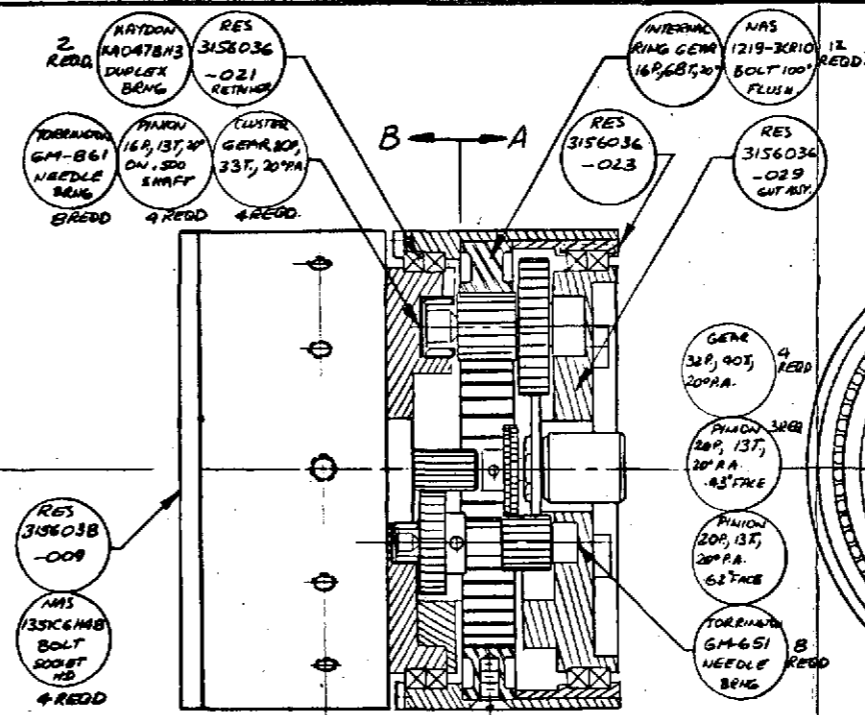 2
REQD.
KAYDON
KA047BH3
DUPLEX
BRNG
RES
3156036
-021
RETAINER
TORRINGTON
GM-861
NEEDLE
BRNG
8 REQD
PINION
16P, 13T, 20°
ON .500
SHAFT
4 REQD
CLUSTER
GEAR 20P,
33T, 20° P.A.
4 REQD.
B A
INTERNAL
RING GEAR
16P, 68T, 20°
NAS
1219-3CR10
BOLT 100°
FLUSH
12
REQD.
RES
3156036
-023
RES
3156036
-029
GUT ASSY.
GEAR
32P, 90T,
20° P.A.
4
REQD
PINION
20P, 13T,
20° P.A.
.43" FACE
3 REQ
PINION
20P, 13T,
20° P.A.
.62" FACE
TORRINGTON
GM-651
NEEDLE
BRNG
8
REQD
RES
3156038
-009
NAS
1351C6H48
BOLT
SOCKET
HD
4 REQD